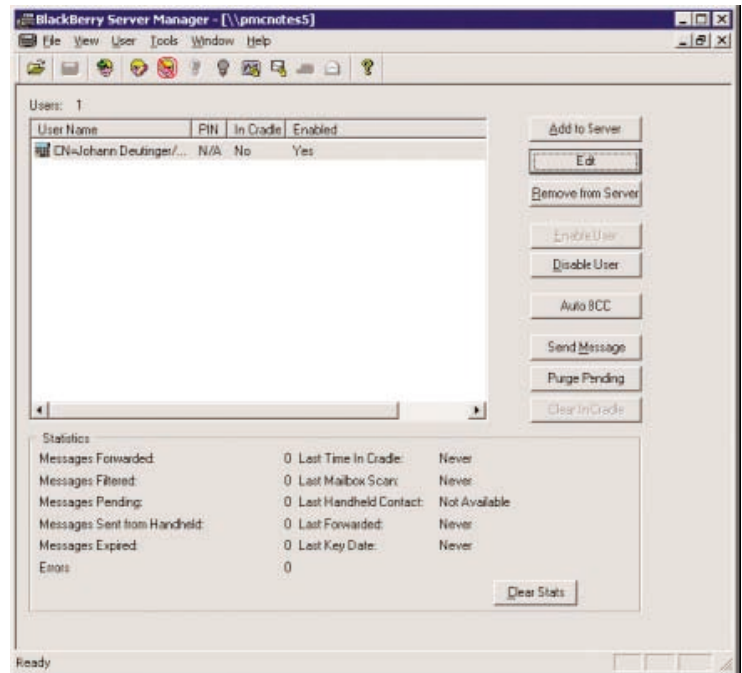 BlackBerry Server Manager - [\\pmcnotes5]
File View User Tools Window Help
Users: 1
User Name PIN In Cradle Enabled
CN=Johann Deutinger/... N/A No Yes
Add to Server
Edit
Remove from Server
Enable User
Disable User
Auto BCC
Send Message
Purge Pending
Clear In Cradle
Statistics
Messages Forwarded: 0 Last Time In Cradle: Never
Messages Filtered: 0 Last Mailbox Scan: Never
Messages Pending: 0 Last Handheld Contact: Not Available
Messages Sent from Handheld: 0 Last Forwarded: Never
Messages Expired: 0 Last Key Date: Never
Errors 0
Clear Stats
Ready